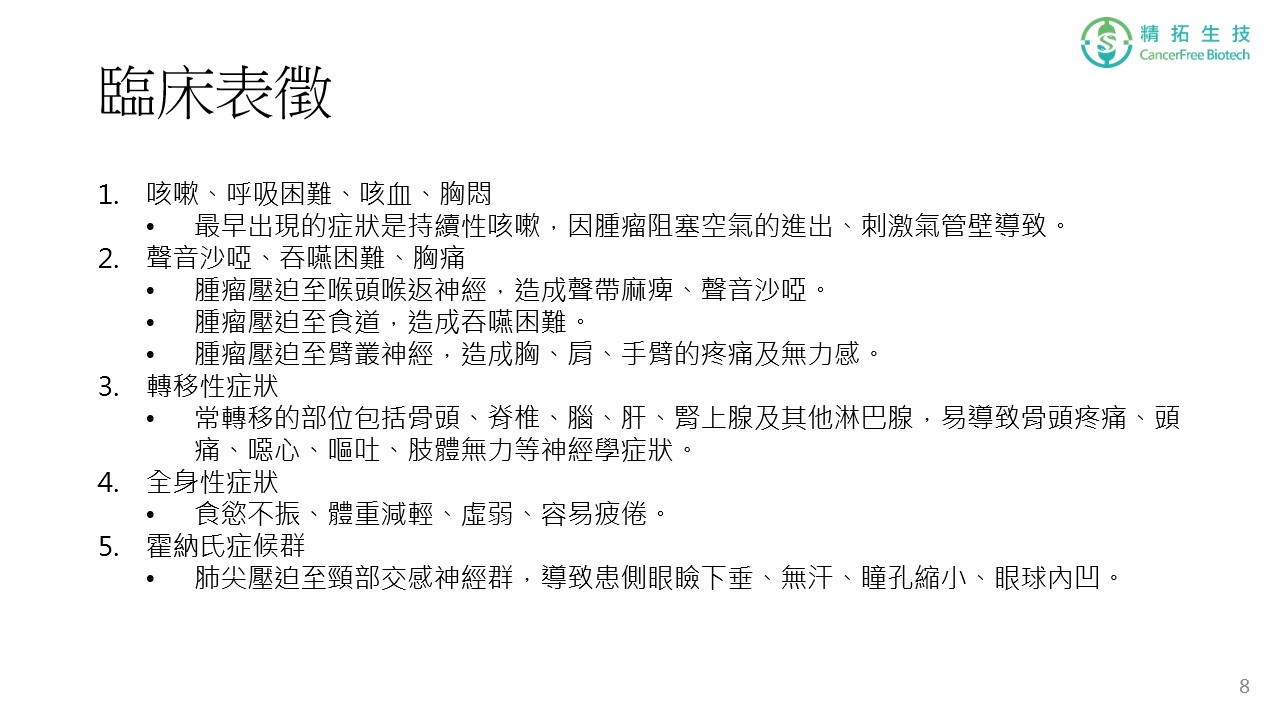 精拓生技
CancerFree Biotech
臨床表徵
1. 咳嗽、呼吸困難、咳血、胸悶
• 最早出現的症狀是持續性咳嗽，因腫瘤阻塞空氣的進出、刺激氣管壁導致。
2. 聲音沙啞、吞嚥困難、胸痛
• 腫瘤壓迫至喉頭喉返神經，造成聲帶麻痺、聲音沙啞。
• 腫瘤壓迫至食道，造成吞嚥困難。
• 腫瘤壓迫至臂叢神經，造成胸、肩、手臂的疼痛及無力感。
3. 轉移性症狀
• 常轉移的部位包括骨頭、脊椎、腦、肝、腎上腺及其他淋巴腺，易導致骨頭疼痛、頭
痛、噁心、嘔吐、肢體無力等神經學症狀。
4. 全身性症狀
• 食慾不振、體重減輕、虛弱、容易疲倦。
5. 霍納氏症候群
• 肺尖壓迫至頸部交感神經群，導致患側眼瞼下垂、無汗、瞳孔縮小、眼球內凹。
8